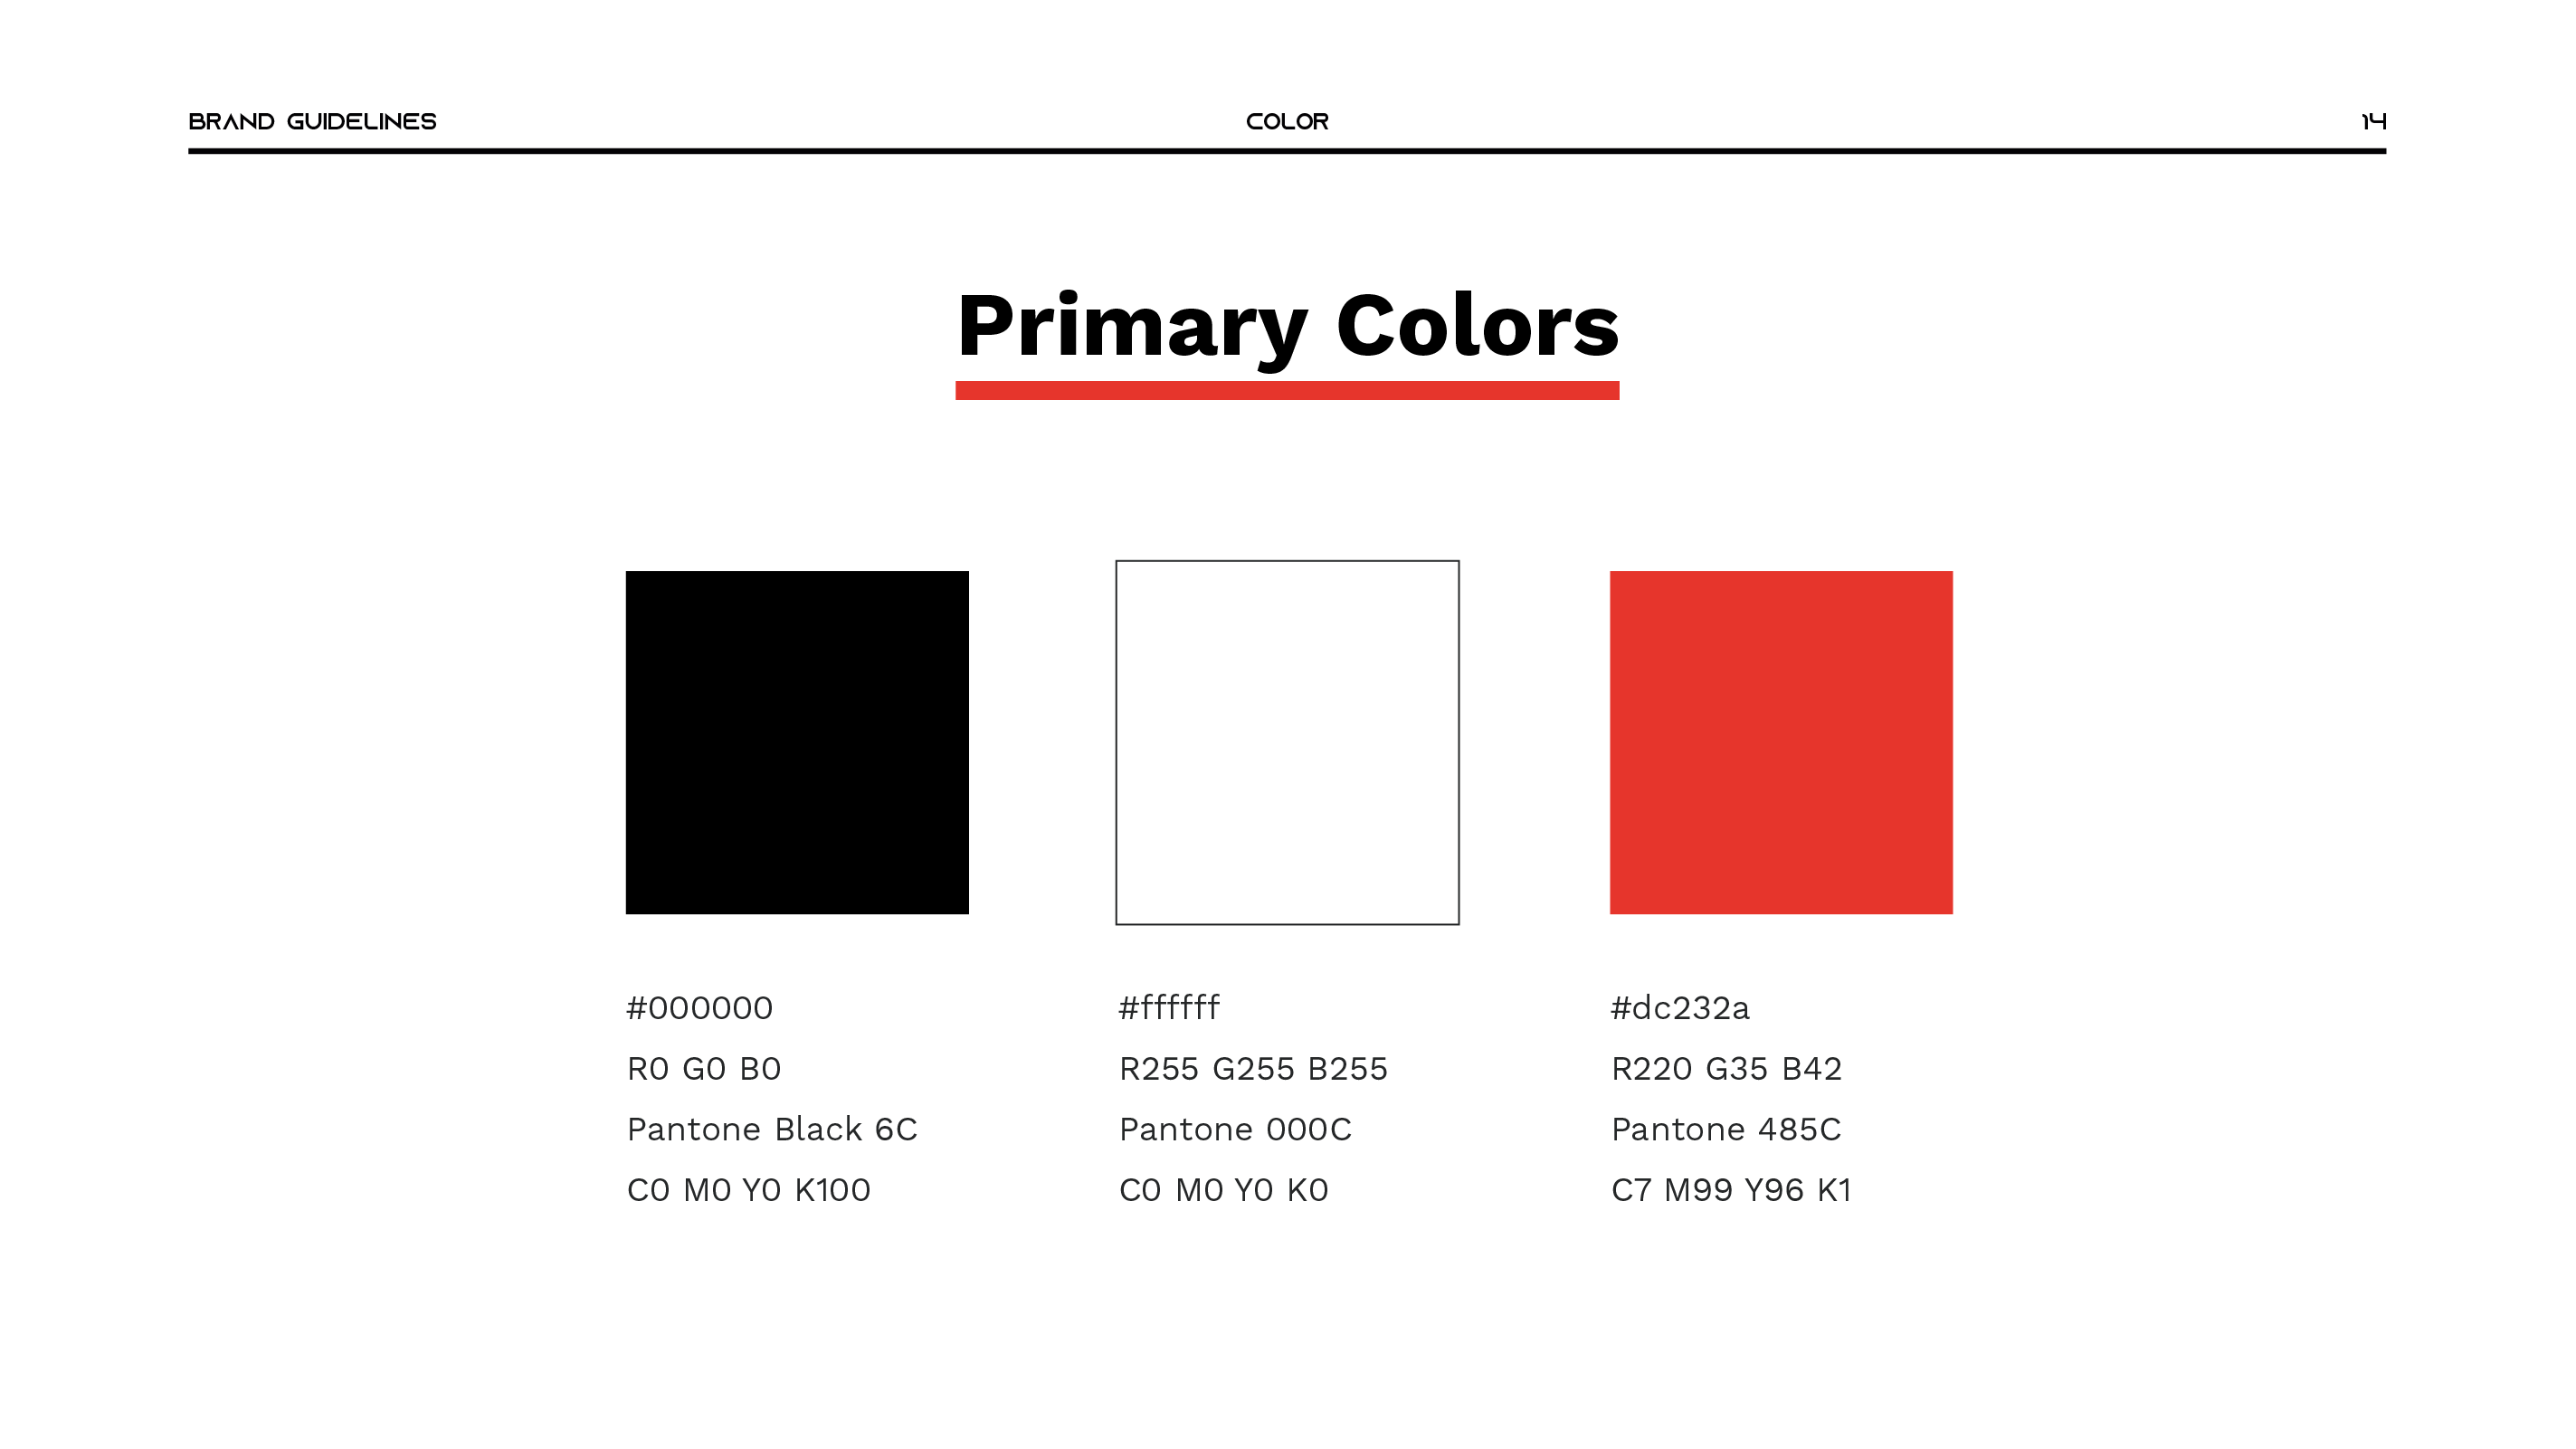 BRAND GUIDELINES
COLOR
14
Primary Colors
#000000
R0 G0 B0
Pantone Black 6C
C0 M0 Y0 K100
#ffffff
R255 G255 B255
Pantone 000C
C0 M0 Y0 K0
#dc232a
R220 G35 B42
Pantone 485C
C7 M99 Y96 K1